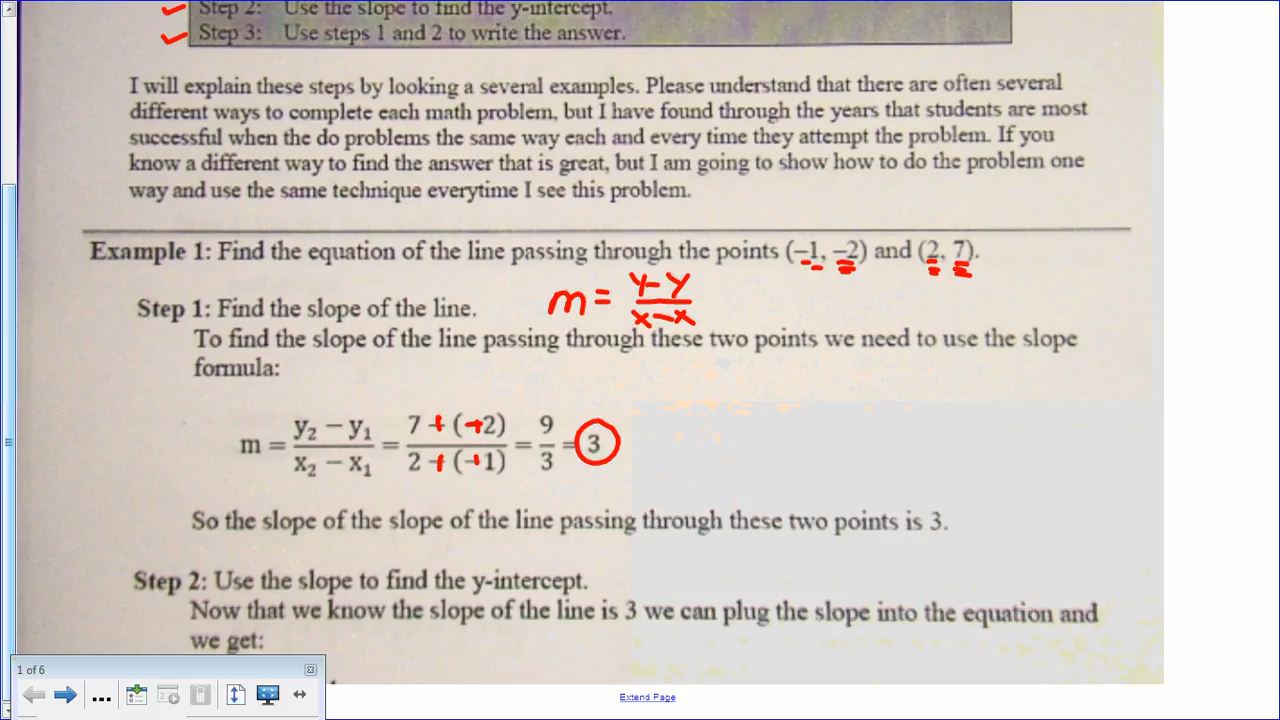 Step 2: Use the slope to find the y-intercept.
Step 3: Use steps 1 and 2 to write the answer.
I will explain these steps by looking a several examples. Please understand that there are often several
different ways to complete each math problem, but I have found through the years that students are most
successful when the do problems the same way each and every time they attempt the problem. If you
know a different way to find the answer that is great, but I am going to show how to do the problem one
way and use the same technique everytime I see this problem.
Example 1: Find the equation of the line passing through the points (−1, −2) and (2, 7).
m = y-y / x-x
Step 1: Find the slope of the line.
To find the slope of the line passing through these two points we need to use the slope
formula:
m = y₂ − y₁ / x₂ − x₁ = 7 + (+2) / 2 + (+1) = 9 / 3 = 3
So the slope of the slope of the line passing through these two points is 3.
Step 2: Use the slope to find the y-intercept.
Now that we know the slope of the line is 3 we can plug the slope into the equation and
we get:
1 of 6
Extend Page